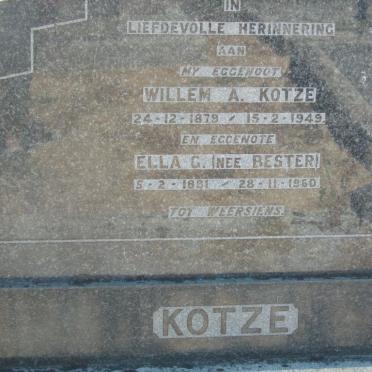 IN
LIEFDEVOLLE HERINNERING
AAN
MY EGGENOOT
WILLEM A. KOTZE
24-12-1879 / 15-2-1949.
EN EGGENOTE
ELLA G. (NEE BESTER)
5-2-1881 / 28-11-1960.
TOT WEERSIENS.
KOTZE